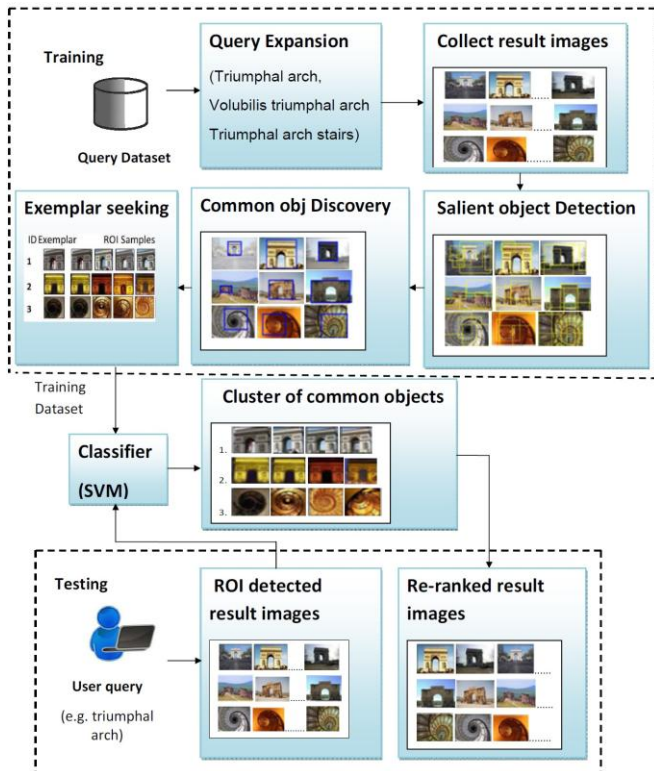 Training
Query Dataset
Query Expansion
(Triumphal arch,
Volubilis triumphal arch
Triumphal arch stairs)
Collect result images
Exemplar seeking
ID Exemplar ROI Samples
1
2
3
Common obj Discovery
Salient object Detection
Training
Dataset
Classifier
(SVM)
Cluster of common objects
1.
2.
3.
Testing
User query
(e.g. triumphal
arch)
ROI detected
result images
Re-ranked result
images